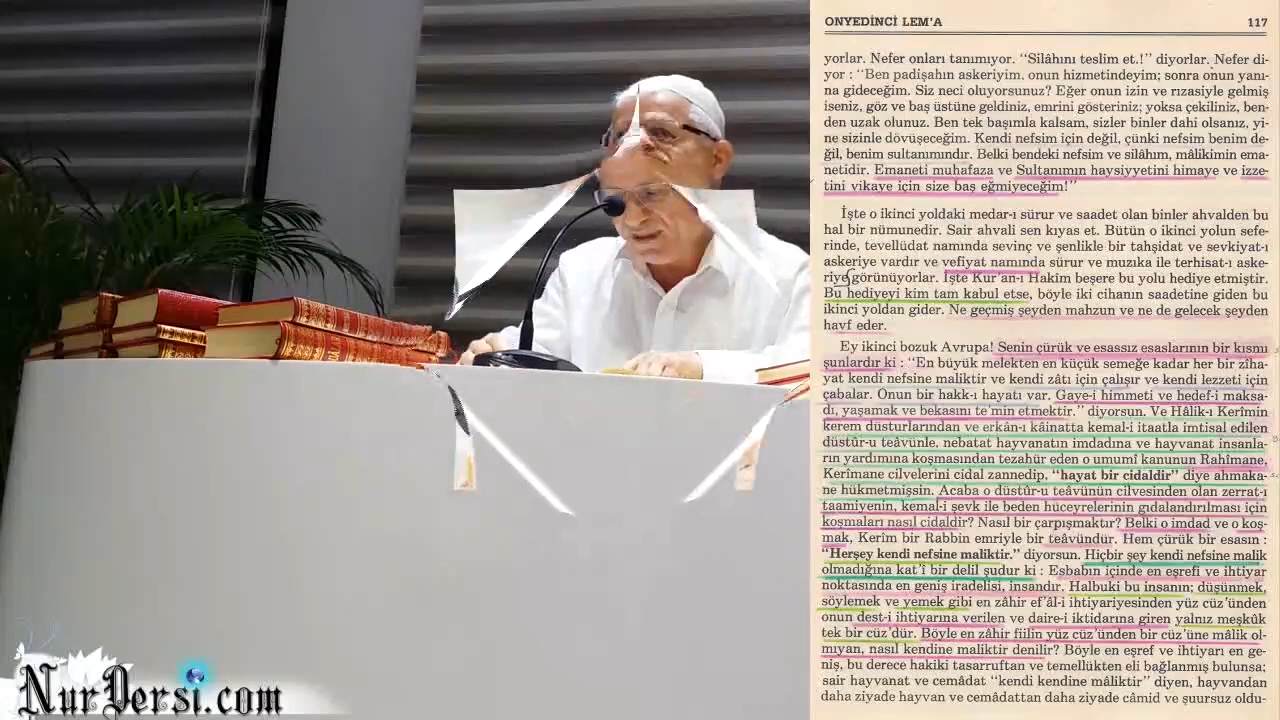 ONYEDİNCİ LEM'A 117
yorlar. Nefer onları tanımıyor. "Silâhını teslim et.!" diyorlar. Nefer di-
yor : "Ben padişahın askeriyim, onun hizmetindeyim; sonra onun yanı-
na gideceğim. Siz neci oluyorsunuz? Eğer onun izin ve rızasiyle gelmiş
iseniz, göz ve baş üstüne geldiniz, emrini gösteriniz; yoksa çekiliniz, ben-
den uzak olunuz. Ben tek başımla kalsam, sizler binler dahi olsanız, yi-
ne sizinle dövüşeceğim. Kendi nefsim için değil, çünki nefsim benim de-
ğil, benim sultanımındır. Belki bendeki nefsim ve silâhım, mâlikimin ema-
netidir. Emaneti muhafaza ve Sultanımın haysiyyetini himaye ve izze-
tini vikaye için size baş eğmiyeceğim!"
İşte o ikinci yoldaki medar-ı sürur ve saadet olan binler ahvalden bu
hal bir nümunedir. Sair ahvali sen kıyas et. Bütün o ikinci yolun sefe-
rinde, tevellüdat namında sevinç ve şenlikle bir tahşidat ve sevkiyat-ı
askeriye vardır ve vefiyat namında sürur ve muzıka ile terhisat-ı aske-
riye görünüyorlar. İşte Kur'an-ı Hakîm beşere bu yolu hediye etmiştir.
Bu hediyeyi kim tam kabul etse, böyle iki cihanın saadetine giden bu
ikinci yoldan gider. Ne geçmiş şeyden mahzun ve ne de gelecek şeyden
havf eder.
Ey ikinci bozuk Avrupa! Senin çürük ve esassız esaslarının bir kısmı
şunlardır ki : "En büyük melekten en küçük semeğe kadar her bir zîha-
yat kendi nefsine maliktir ve kendi zâtı için çalışır ve kendi lezzeti için
çabalar. Onun bir hakk-ı hayatı var. Gaye-i himmeti ve hedef-i maksa-
dı, yaşamak ve bekasını te'min etmektir." diyorsun. Ve Hâlik-ı Kerîmin
kerem düsturlarından ve erkân-ı kâinatta kemal-i itaatla imtisal edilen
düstûr-u teâvünle, nebatat hayvanatın imdadına ve hayvanat insanla-
rın yardımına koşmasından tezahür eden o umumî kanunun Rahîmane,
Kerîmane cilvelerini cidal zannedip, "hayat bir cidaldir" diye ahmaka-
ne hükmetmişsin. Acaba o düstûr-u teâvünün cilvesinden olan zerrat-ı
taamiyenin, kemal-i şevk ile beden hüceyrelerinin gıdalandırılması için
koşmaları nasıl cidaldir? Nasıl bir çarpışmaktır? Belki o imdad ve o koş-
mak, Kerîm bir Rabbin emriyle bir teâvündür. Hem çürük bir esasın :
"Herşey kendi nefsine maliktir." diyorsun. Hiçbir şey kendi nefsine malik
olmadığına kat'î bir delil şudur ki : Esbabın içinde en eşrefi ve ihtiyar
noktasında en geniş iradelisi, insandır. Halbuki bu insanın; düşünmek,
söylemek ve yemek gibi en zâhir ef'âl-i ihtiyariyesinden yüz cüz'ünden
onun dest-i ihtiyarına verilen ve daire-i iktidarına giren yalnız meşkûk
tek bir cüz'dür. Böyle en zâhir fiilin yüz cüz'ünden bir cüz'üne mâlik ol-
mıyan, nasıl kendine maliktir denilir? Böyle en eşref ve ihtiyarı en ge-
niş, bu derece hakiki tasarruftan ve temellükten eli bağlanmış bulunsa;
sair hayvanat ve cemâdat "kendi kendine mâliktir" diyen, hayvandan
daha ziyade hayvan ve cemâdattan daha ziyade câmid ve şuursuz oldu-
NurDersi.com